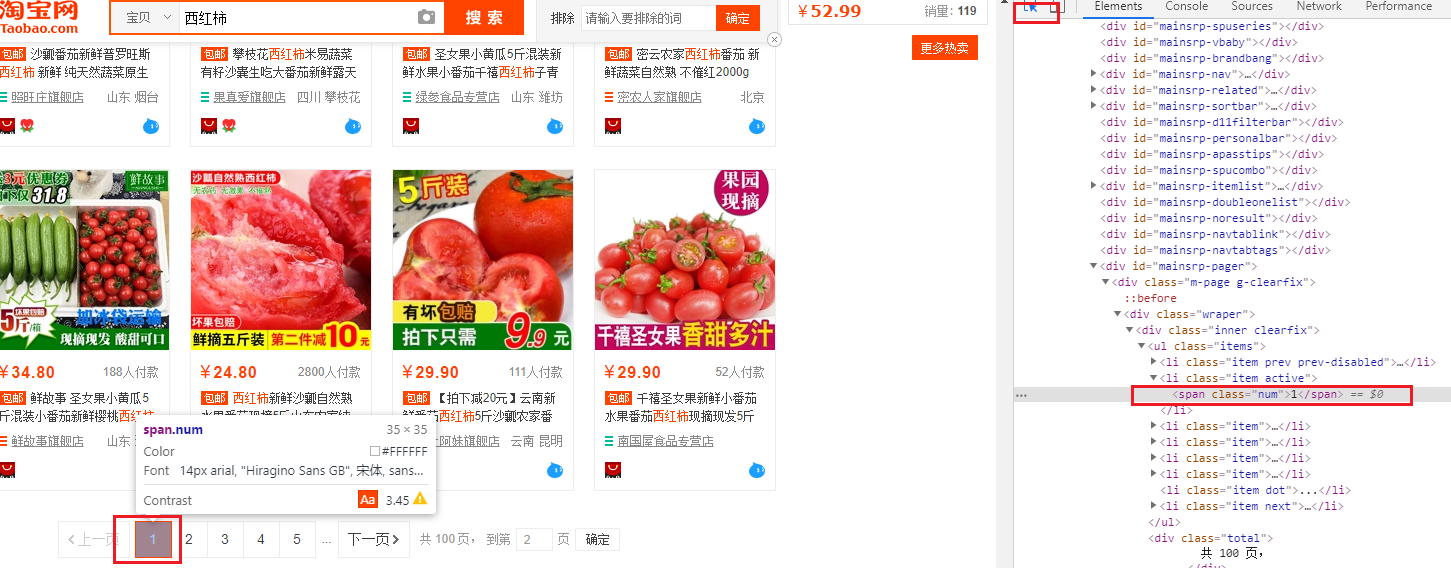 淘宝网
Taobao.com
宝贝
西红柿
搜 索
排除
请输入要排除的词
确定
¥52.99
销量：119
更多热卖
包邮 沙瓤番茄新鲜普罗旺斯
西红柿 新鲜 纯天然蔬菜原生
照旺庄旗舰店
山东 烟台
包邮 攀枝花西红柿米易蔬菜
有籽沙囊生吃大番茄新鲜露天
果真爱旗舰店
四川 攀枝花
包邮 圣女果小黄瓜5斤混装新
鲜水果小番茄千禧西红柿子青
绿参食品专营店
山东 潍坊
包邮 密云农家西红柿番茄 新
鲜蔬菜自然熟 不催红2000g
密农人家旗舰店
北京
3元优惠券
下仅31.8
鲜故事
坏果包赔
5斤/箱
加冰袋运输
现摘现发 酸甜可口
沙瓤自然熟西红柿
无农药 无激素 不催熟
坏果包赔
鲜摘五斤装 第二件减10元
5斤装
有坏包赔
拍下只需9.9元
果园
现摘
千禧圣女果香甜多汁
¥34.80
188人付款
包邮 鲜故事 圣女果小黄瓜5
斤混装小番茄新鲜樱桃西红柿
鲜故事旗舰店
山东
¥24.80
2800人付款
包邮 西红柿新鲜沙瓤自然熟
¥29.90
111人付款
包邮 【拍下减20元】云南新
鲜番茄西红柿5斤沙瓤农家番
阿妹旗舰店
云南 昆明
¥29.90
52人付款
包邮 千禧圣女果新鲜小番茄
水果番茄西红柿现摘现发5斤
南国屋食品专营店
span.num
35 × 35
Color
#FFFFFF
Font
14px arial, "Hiragino Sans GB", 宋体, sans...
Contrast
Aa 3.45
上一页
1
2
3
4
5
...
下一页
共 100 页，
到第
2
页
确定
Elements
Console
Sources
Network
Performance
<div id="mainsrp-spuseries"></div>
<div id="mainsrp-vbaby"></div>
<div id="mainsrp-brandbang"></div>
<div id="mainsrp-nav">…</div>
<div id="mainsrp-related">…</div>
<div id="mainsrp-sortbar">…</div>
<div id="mainsrp-d11filterbar"></div>
<div id="mainsrp-personalbar"></div>
<div id="mainsrp-apasstips"></div>
<div id="mainsrp-spucombo"></div>
<div id="mainsrp-itemlist">…</div>
<div id="mainsrp-doubleonelist"></div>
<div id="mainsrp-noresult"></div>
<div id="mainsrp-navtablink"></div>
<div id="mainsrp-navtabtags"></div>
<div id="mainsrp-pager">
<div class="m-page g-clearfix">
::before
<div class="wraper">
<div class="inner clearfix">
<ul class="items">
<li class="item prev prev-disabled">…</li>
<li class="item active">
<span class="num">1</span> == $0
</li>
<li class="item">…</li>
<li class="item">…</li>
<li class="item">…</li>
<li class="item">…</li>
<li class="item dot">...</li>
<li class="item next">…</li>
</ul>
<div class="total">
共 100 页，
</div>